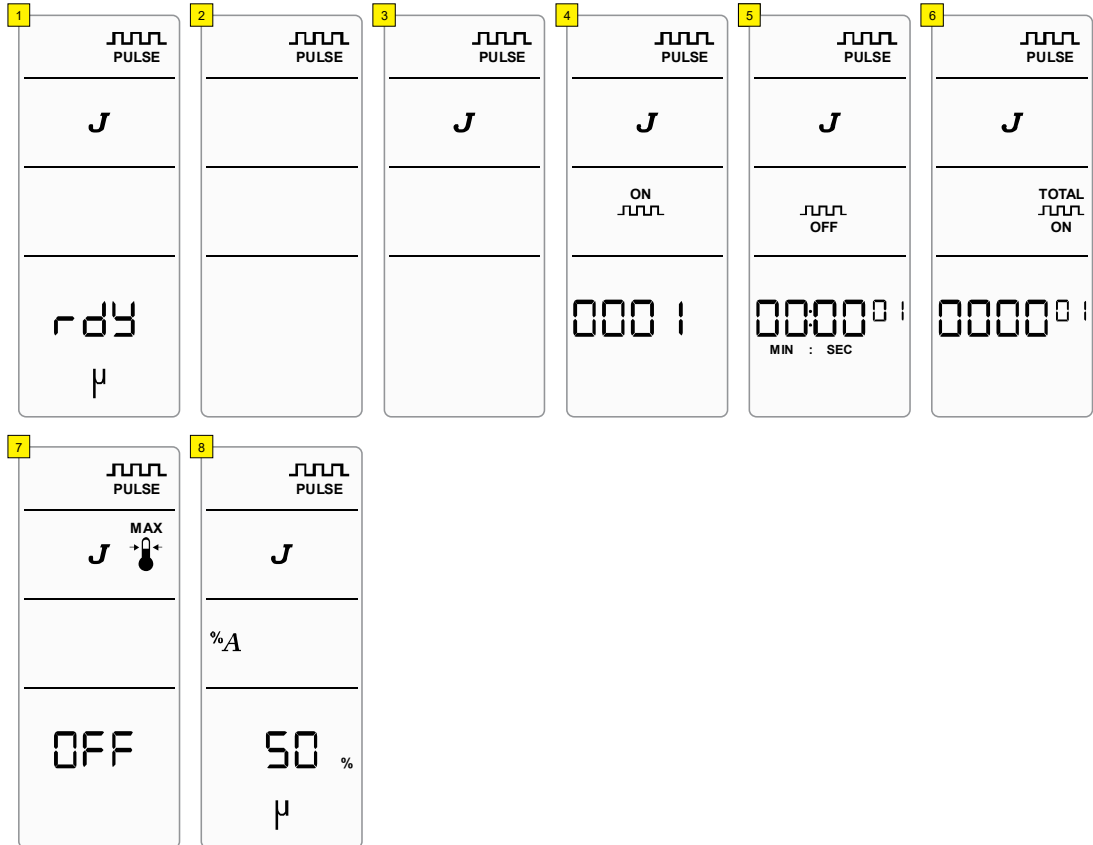 1
PULSE
J
rdY
μ
2
PULSE
3
PULSE
J
4
PULSE
J
ON
0001
5
PULSE
J
OFF
00:00 01
MIN : SEC
6
PULSE
J
TOTAL
ON
0000 01
7
PULSE
J
MAX
OFF
8
PULSE
J
%A
50 %
μ